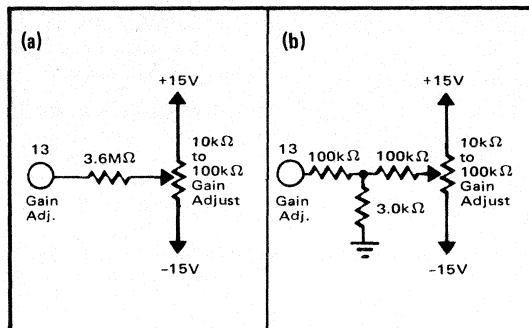 (a)
+15V
13
3.6MΩ
10kΩ
to
100kΩ
Gain
Adjust
Gain
Adj.
−15V
(b)
+15V
13
100kΩ
100kΩ
10kΩ
to
100kΩ
Gain
Adjust
3.0kΩ
Gain
Adj.
−15V